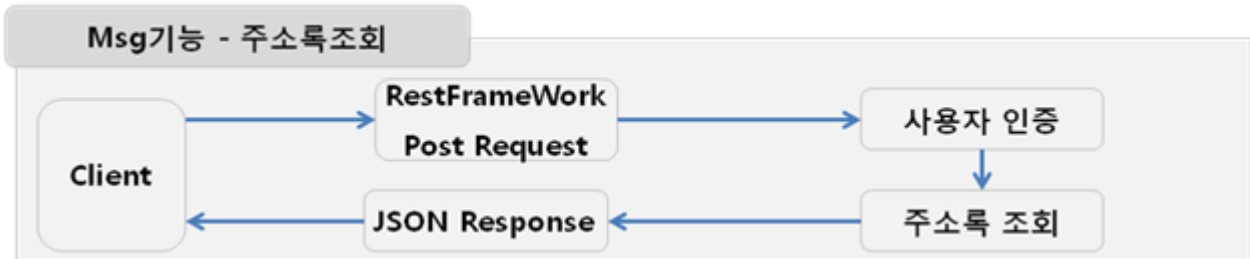 Msg기능 - 주소록조회
RestFrameWork
Post Request
사용자 인증
Client
JSON Response
주소록 조회